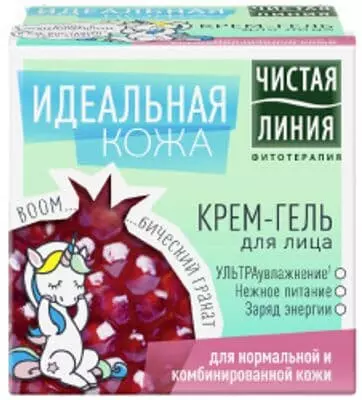 ИДЕАЛЬНАЯ
КОЖА
ЧИСТАЯ
ЛИНИЯ
ФИТОТЕРАПИЯ
BOOM...
...бический гранат
КРЕМ-ГЕЛЬ
для лица
УЛЬТРАувлажнение¹
Нежное питание
Заряд энергии
для нормальной и
комбинированной кожи